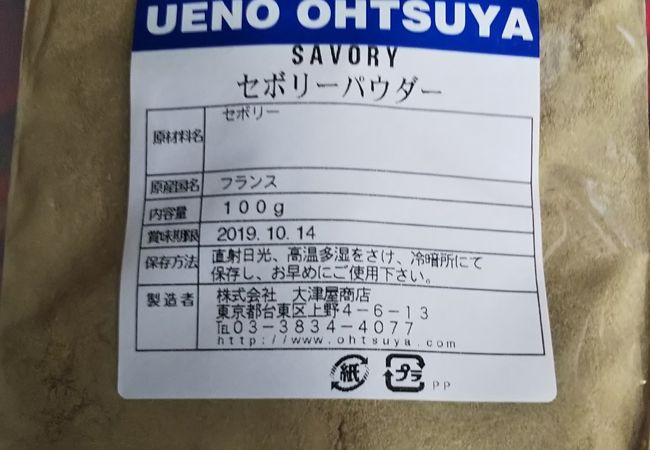 UENO OHTSUYA
SAVORY
セボリーパウダー
原材料名 セボリー
原産国名 フランス
内容量 １００ｇ
賞味期限 2019. 10. 14
保存方法 直射日光、高温多湿をさけ、冷暗所にて
保存し、お早めにご使用下さい。
製造者 株式会社 大津屋商店
東京都台東区上野４－６－１３
℡０３－３８３４－４０７７
http://www.ohtsuya.com
紙 プラ
PP